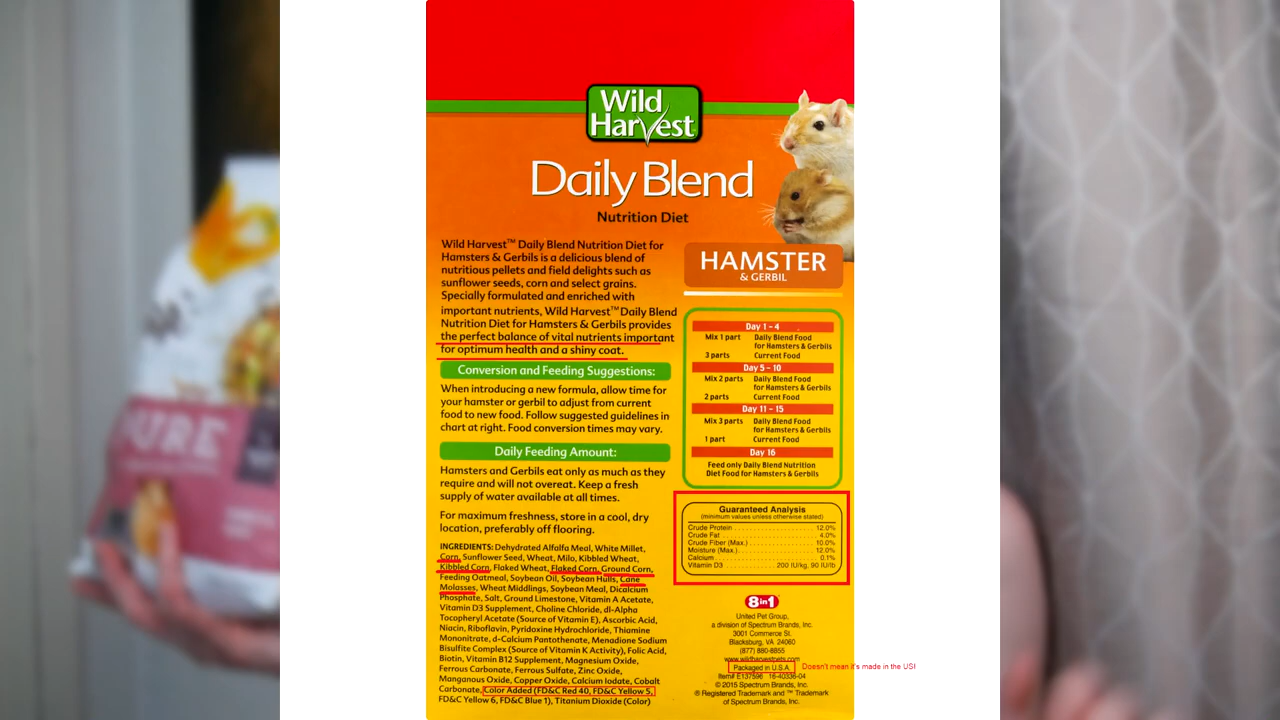 Wild
Harvest
Daily Blend
Nutrition Diet
Wild Harvest™ Daily Blend Nutrition Diet for
Hamsters & Gerbils is a delicious blend of
nutritious pellets and field delights such as
sunflower seeds, corn and select grains.
Specially formulated and enriched with
important nutrients, Wild Harvest™ Daily Blend
Nutrition Diet for Hamsters & Gerbils provides
the perfect balance of vital nutrients important
for optimum health and a shiny coat.
Conversion and Feeding Suggestions:
When introducing a new formula, allow time for
your hamster or gerbil to adjust from current
food to new food. Follow suggested guidelines in
chart at right. Food conversion times may vary.
Daily Feeding Amount:
Hamsters and Gerbils eat only as much as they
require and will not overeat. Keep a fresh
supply of water available at all times.
For maximum freshness, store in a cool, dry
location, preferably off flooring.
INGREDIENTS: Dehydrated Alfalfa Meal, White Millet,
Corn, Sunflower Seed, Wheat, Milo, Kibbled Wheat,
Kibbled Corn, Flaked Wheat, Flaked Corn, Ground Corn,
Feeding Oatmeal, Soybean Oil, Soybean Hulls, Cane
Molasses, Wheat Middlings, Soybean Meal, Dicalcium
Phosphate, Salt, Ground Limestone, Vitamin A Acetate,
Vitamin D3 Supplement, Choline Chloride, dl-Alpha
Tocopheryl Acetate (Source of Vitamin E), Ascorbic Acid,
Niacin, Riboflavin, Pyridoxine Hydrochloride, Thiamine
Mononitrate, d-Calcium Pantothenate, Menadione Sodium
Bisulfite Complex (Source of Vitamin K Activity), Folic Acid,
Biotin, Vitamin B12 Supplement, Magnesium Oxide,
Ferrous Carbonate, Ferrous Sulfate, Zinc Oxide,
Manganous Oxide, Copper Oxide, Calcium Iodate, Cobalt
Carbonate, Color Added (FD&C Red 40, FD&C Yellow 5,
FD&C Yellow 6, FD&C Blue 1), Titanium Dioxide (Color)
HAMSTER
& GERBIL
Day 1 - 4
Mix 1 part Daily Blend Food
for Hamsters & Gerbils
3 parts Current Food
Day 5 - 10
Mix 2 parts Daily Blend Food
for Hamsters & Gerbils
2 parts Current Food
Day 11 - 15
Mix 3 parts Daily Blend Food
for Hamsters & Gerbils
1 part Current Food
Day 16
Feed only Daily Blend Nutrition
Diet Food for Hamsters & Gerbils
Guaranteed Analysis
(minimum values unless otherwise stated)
Crude Protein 12.0%
Crude Fat 4.0%
Crude Fiber (Max.) 10.0%
Moisture (Max.) 12.0%
Calcium 0.1%
Vitamin D3 200 IU/kg, 90 IU/lb
8in1
United Pet Group,
a division of Spectrum Brands, Inc.
3001 Commerce St.
Blacksburg, VA 24060
(877) 880-8855
www.wildharvestpets.com
Packaged in U.S.A.
Doesn't mean it's made in the US!
Item# E137596 16-40336-04
© 2015 Spectrum Brands, Inc.
® Registered Trademark and ™ Trademark
of Spectrum Brands, Inc.